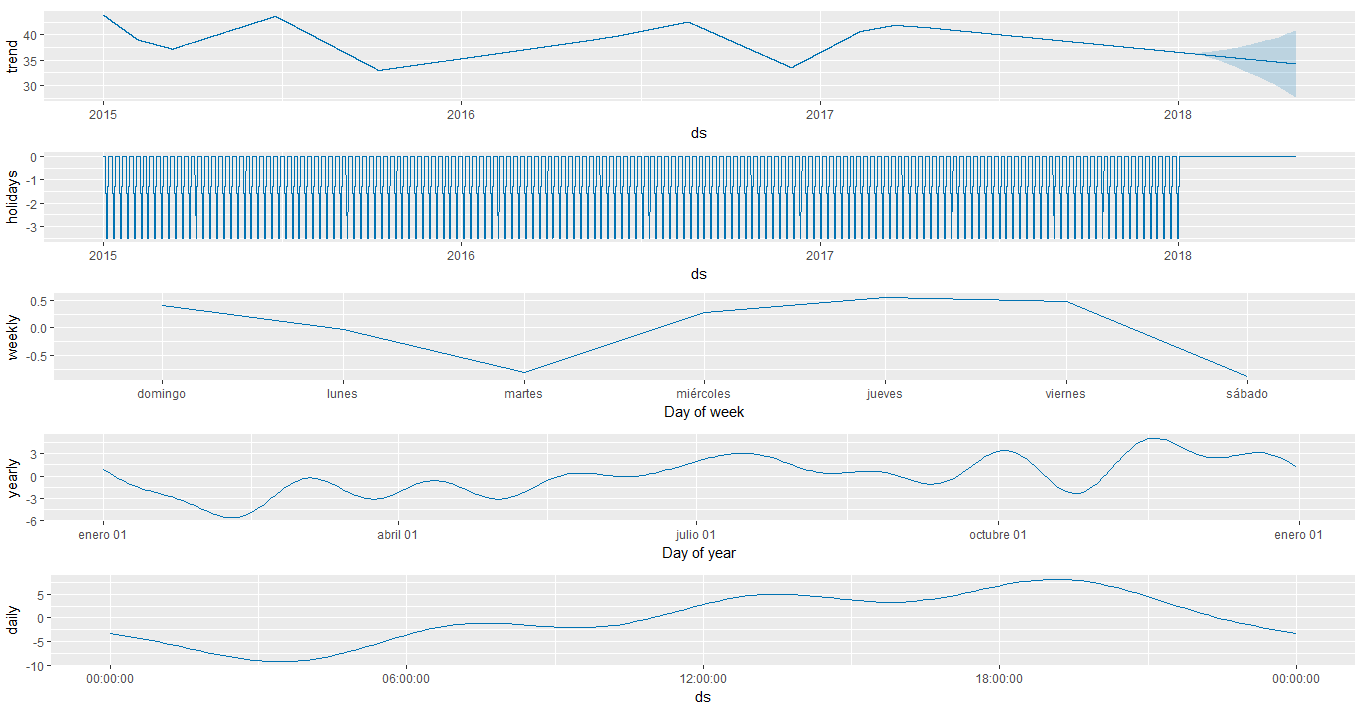 trend
40
35
30
2015 2016 2017 2018
ds
holidays
0
-1
-2
-3
2015 2016 2017 2018
ds
weekly
0.5
0.0
-0.5
domingo lunes martes miércoles jueves viernes sábado
Day of week
yearly
3
0
-3
-6
enero 01 abril 01 julio 01 octubre 01 enero 01
Day of year
daily
5
0
-5
-10
00:00:00 06:00:00 12:00:00 18:00:00 00:00:00
ds